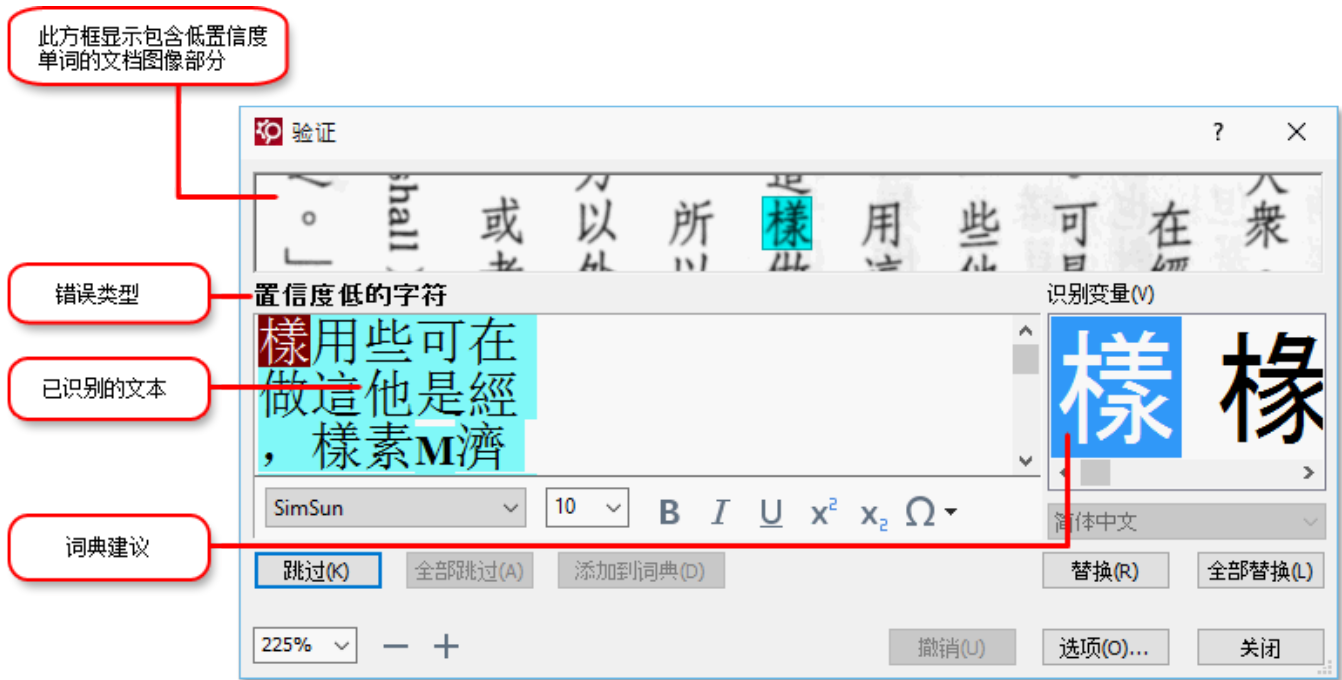 此方框显示包含低置信度
单词的文档图像部分
验证
shall
。」
或
以
所
樣
用
些
可
在
衆
错误类型
置信度低的字符
识别变量(V)
樣用些可在
做這他是經
，樣素M濟
樣 椽
已识别的文本
SimSun
10
B I U x² x₂ Ω
简体中文
词典建议
跳过(K)
全部跳过(A)
添加到词典(D)
替换(R)
全部替换(L)
225%
撤销(U)
选项(O)...
关闭